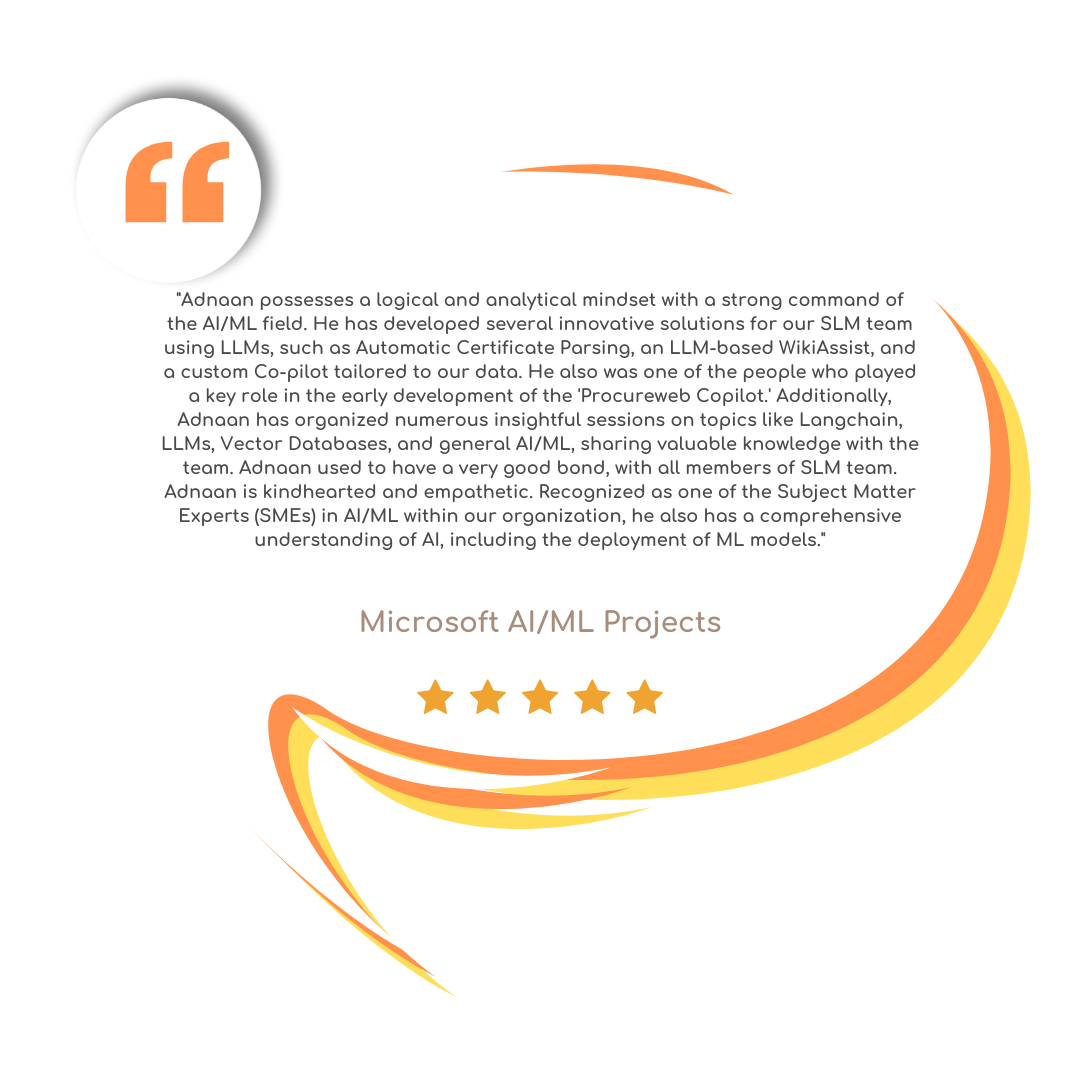 "Adnaan possesses a logical and analytical mindset with a strong command of
the AI/ML field. He has developed several innovative solutions for our SLM team
using LLMs, such as Automatic Certificate Parsing, an LLM-based WikiAssist, and
a custom Co-pilot tailored to our data. He also was one of the people who played
a key role in the early development of the 'Procureweb Copilot.' Additionally,
Adnaan has organized numerous insightful sessions on topics like Langchain,
LLMs, Vector Databases, and general AI/ML, sharing valuable knowledge with the
team. Adnaan used to have a very good bond, with all members of SLM team.
Adnaan is kindhearted and empathetic. Recognized as one of the Subject Matter
Experts (SMEs) in AI/ML within our organization, he also has a comprehensive
understanding of AI, including the deployment of ML models."
Microsoft AI/ML Projects